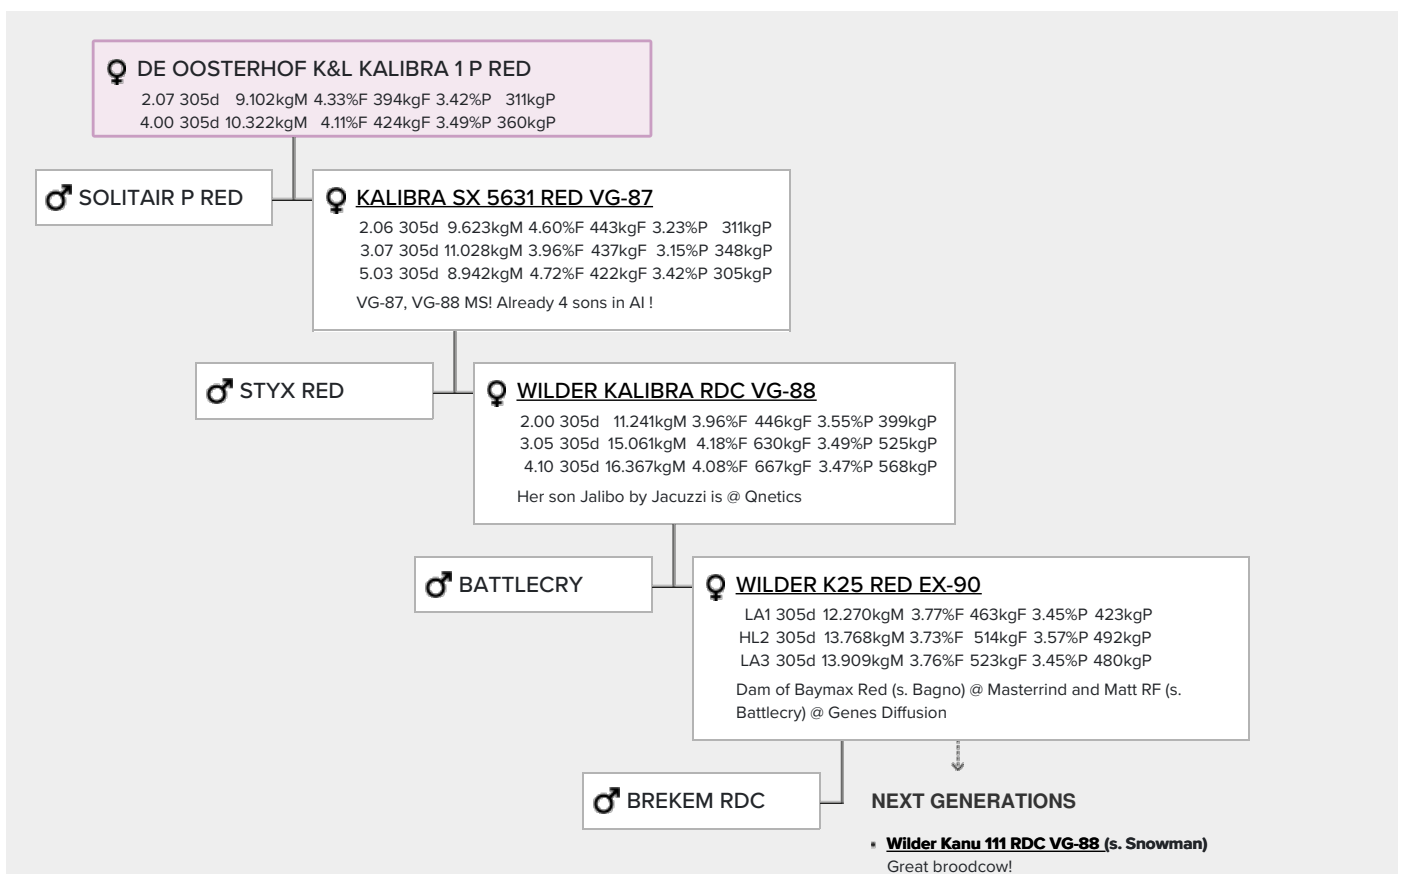 DE OOSTERHOF K&L KALIBRA 1 P RED
2.07 305d 9.102kgM 4.33%F 394kgF 3.42%P 311kgP
4.00 305d 10.322kgM 4.11%F 424kgF 3.49%P 360kgP
SOLITAIR P RED
KALIBRA SX 5631 RED VG-87
2.06 305d 9.623kgM 4.60%F 443kgF 3.23%P 311kgP
3.07 305d 11.028kgM 3.96%F 437kgF 3.15%P 348kgP
5.03 305d 8.942kgM 4.72%F 422kgF 3.42%P 305kgP
VG-87, VG-88 MS! Already 4 sons in AI !
STYX RED
WILDER KALIBRA RDC VG-88
2.00 305d 11.241kgM 3.96%F 446kgF 3.55%P 399kgP
3.05 305d 15.061kgM 4.18%F 630kgF 3.49%P 525kgP
4.10 305d 16.367kgM 4.08%F 667kgF 3.47%P 568kgP
Her son Jalibo by Jacuzzi is @ Qnetics
BATTLECRY
WILDER K25 RED EX-90
LA1 305d 12.270kgM 3.77%F 463kgF 3.45%P 423kgP
HL2 305d 13.768kgM 3.73%F 514kgF 3.57%P 492kgP
LA3 305d 13.909kgM 3.76%F 523kgF 3.45%P 480kgP
Dam of Baymax Red (s. Bagno) @ Masterrind and Matt RF (s.
Battlecry) @ Genes Diffusion
BREKEM RDC
NEXT GENERATIONS
Wilder Kanu 111 RDC VG-88 (s. Snowman)
Great broodcow!